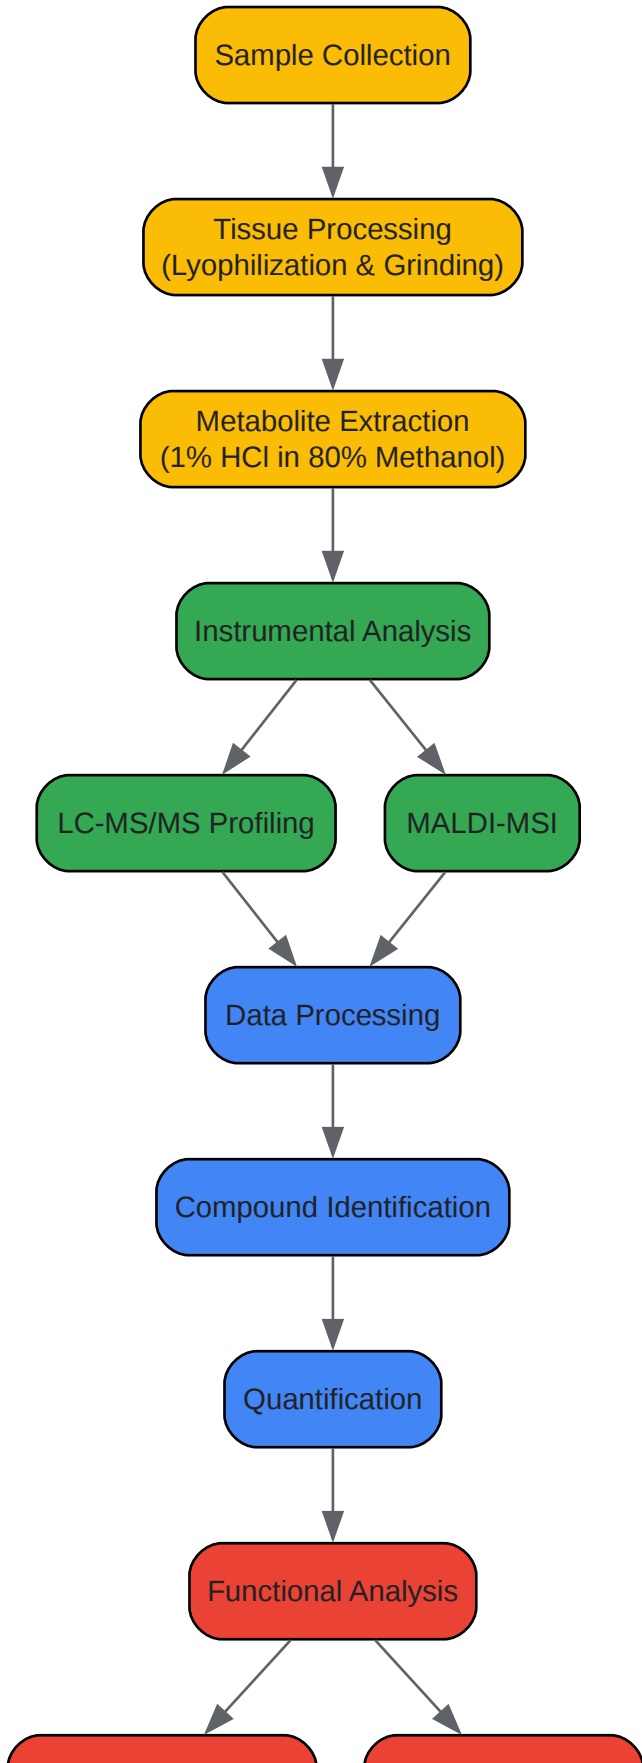 Sample Collection
Tissue Processing
(Lyophilization & Grinding)
Metabolite Extraction
(1% HCl in 80% Methanol)
Instrumental Analysis
LC-MS/MS Profiling
MALDI-MSI
Data Processing
Compound Identification
Quantification
Functional Analysis